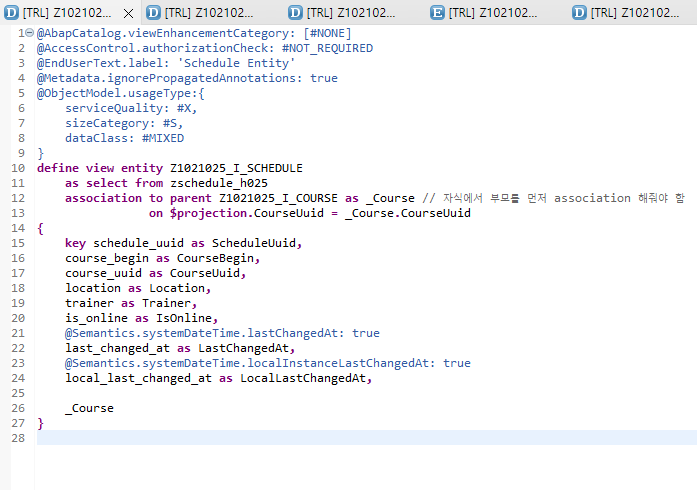 [TRL] Z102102...
[TRL] Z102102...
[TRL] Z102102...
[TRL] Z102102...
[TRL] Z102102...
1 @AbapCatalog.viewEnhancementCategory: [#NONE]
2 @AccessControl.authorizationCheck: #NOT_REQUIRED
3 @EndUserText.label: 'Schedule Entity'
4 @Metadata.ignorePropagatedAnnotations: true
5 @ObjectModel.usageType:{
6     serviceQuality: #X,
7     sizeCategory: #S,
8     dataClass: #MIXED
9 }
10 define view entity Z1021025_I_SCHEDULE
11     as select from zschedule_h025
12     association to parent Z1021025_I_COURSE as _Course // 자식에서 부모를 먼저 association 해줘야 함
13                 on $projection.CourseUuid = _Course.CourseUuid
14 {
15     key schedule_uuid as ScheduleUuid,
16     course_begin as CourseBegin,
17     course_uuid as CourseUuid,
18     location as Location,
19     trainer as Trainer,
20     is_online as IsOnline,
21     @Semantics.systemDateTime.lastChangedAt: true
22     last_changed_at as LastChangedAt,
23     @Semantics.systemDateTime.localInstanceLastChangedAt: true
24     local_last_changed_at as LocalLastChangedAt,
25
26     _Course
27 }
28